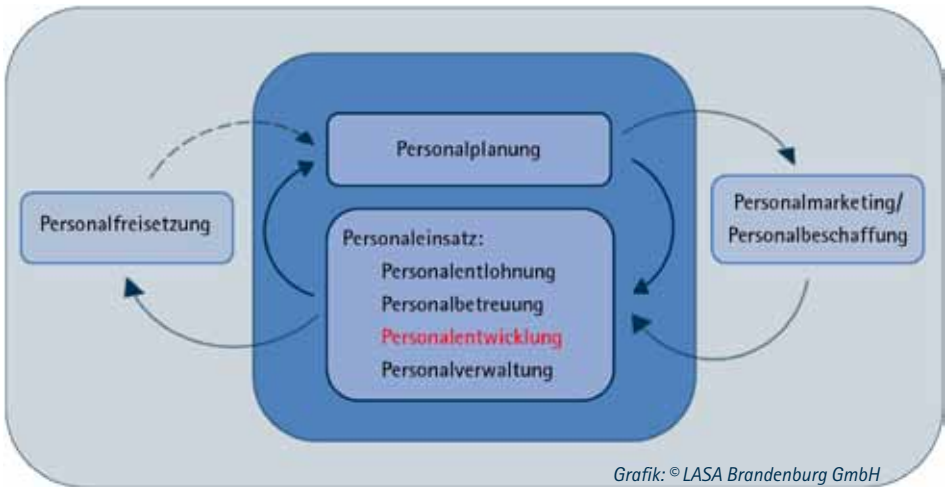 Personalplanung
Personalfreisetzung
Personaleinsatz:
Personalentlohnung
Personalbetreuung
Personalentwicklung
Personalverwaltung
Personalmarketing/
Personalbeschaffung
Grafik: © LASA Brandenburg GmbH